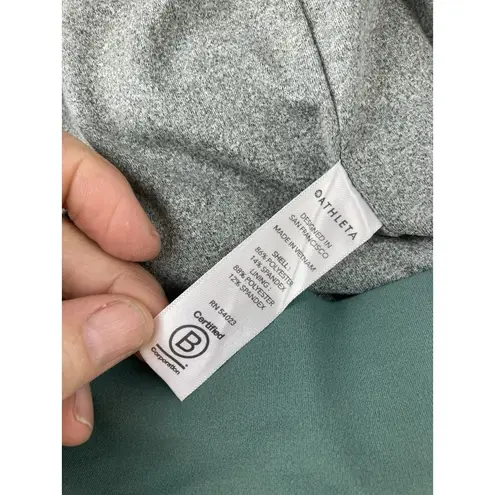 ATHLETA
DESIGNED IN
SAN FRANCISCO
MADE IN VIETNAM
SHELL:
86% POLYESTER
14% SPANDEX
LINING:
88% POLYESTER
12% SPANDEX
RN 54023
Certified
B
Corporation